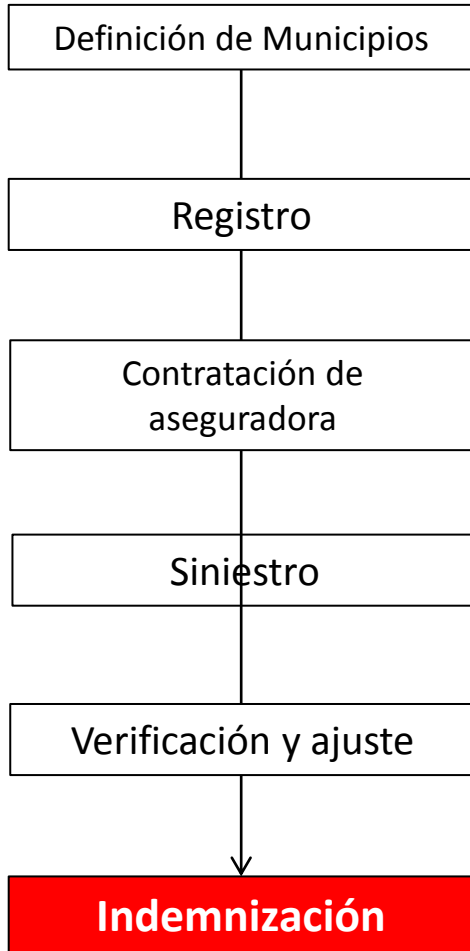 Definición de Municipios
Registro
Contratación de
aseguradora
Siniestro
Verificación y ajuste
Indemnización